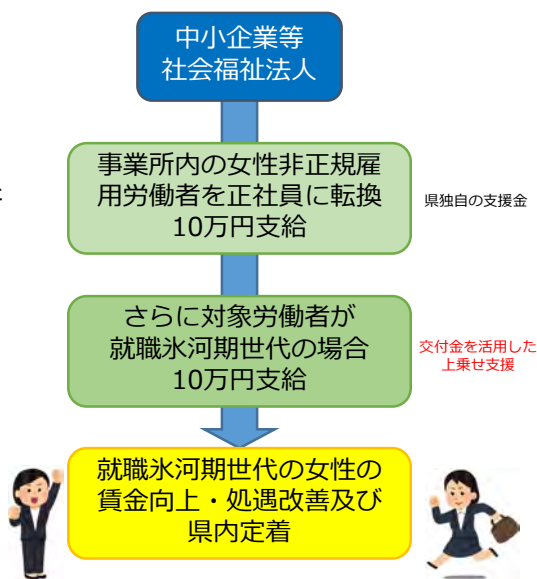 中小企業等
社会福祉法人
事業所内の女性非正規雇
用労働者を正社員に転換
10万円支給
県独自の支援金
さらに対象労働者が
就職氷河期世代の場合
10万円支給
交付金を活用した
上乗せ支援
就職氷河期世代の女性の
賃金向上・処遇改善及び
県内定着